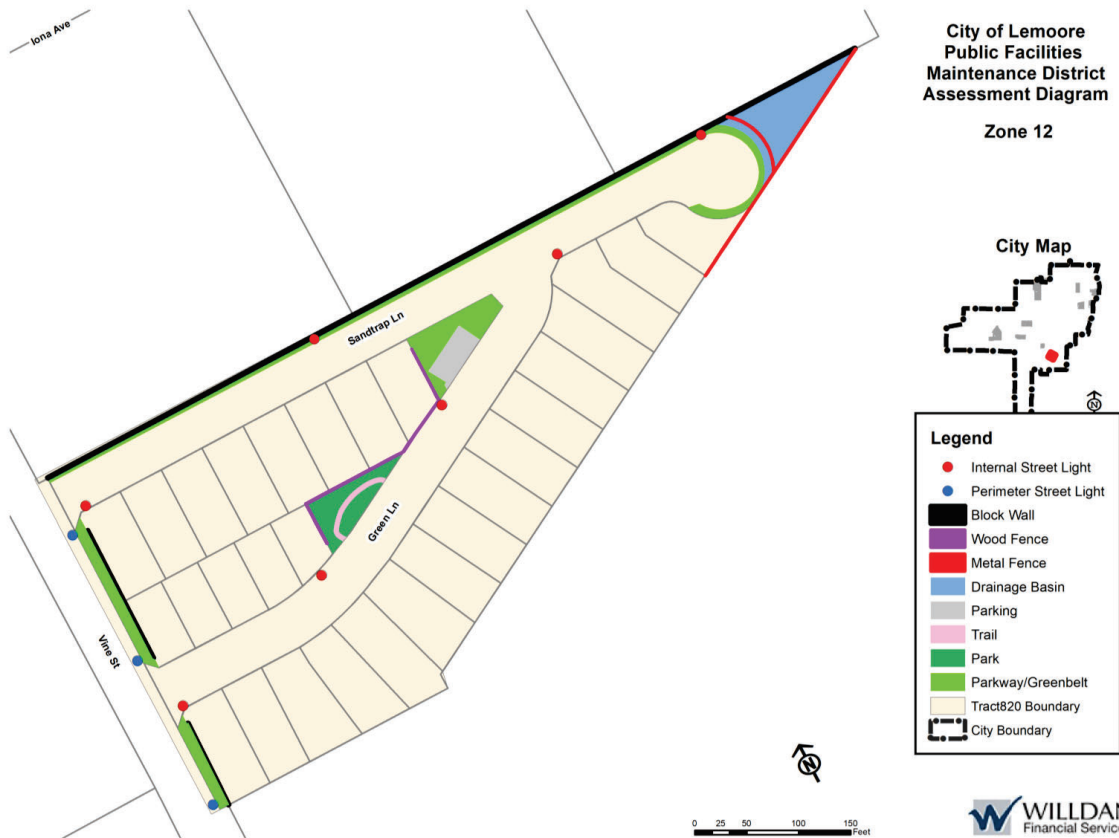 Iona Ave
City of Lemoore
Public Facilities
Maintenance District
Assessment Diagram
Zone 12
City Map
N
Sandtrap Ln
Green Ln
Vine St
Legend
Internal Street Light
Perimeter Street Light
Block Wall
Wood Fence
Metal Fence
Drainage Basin
Parking
Trail
Park
Parkway/Greenbelt
Tract820 Boundary
City Boundary
N
0 25 50 100 150
Feet
WILLDAN
Financial Servic